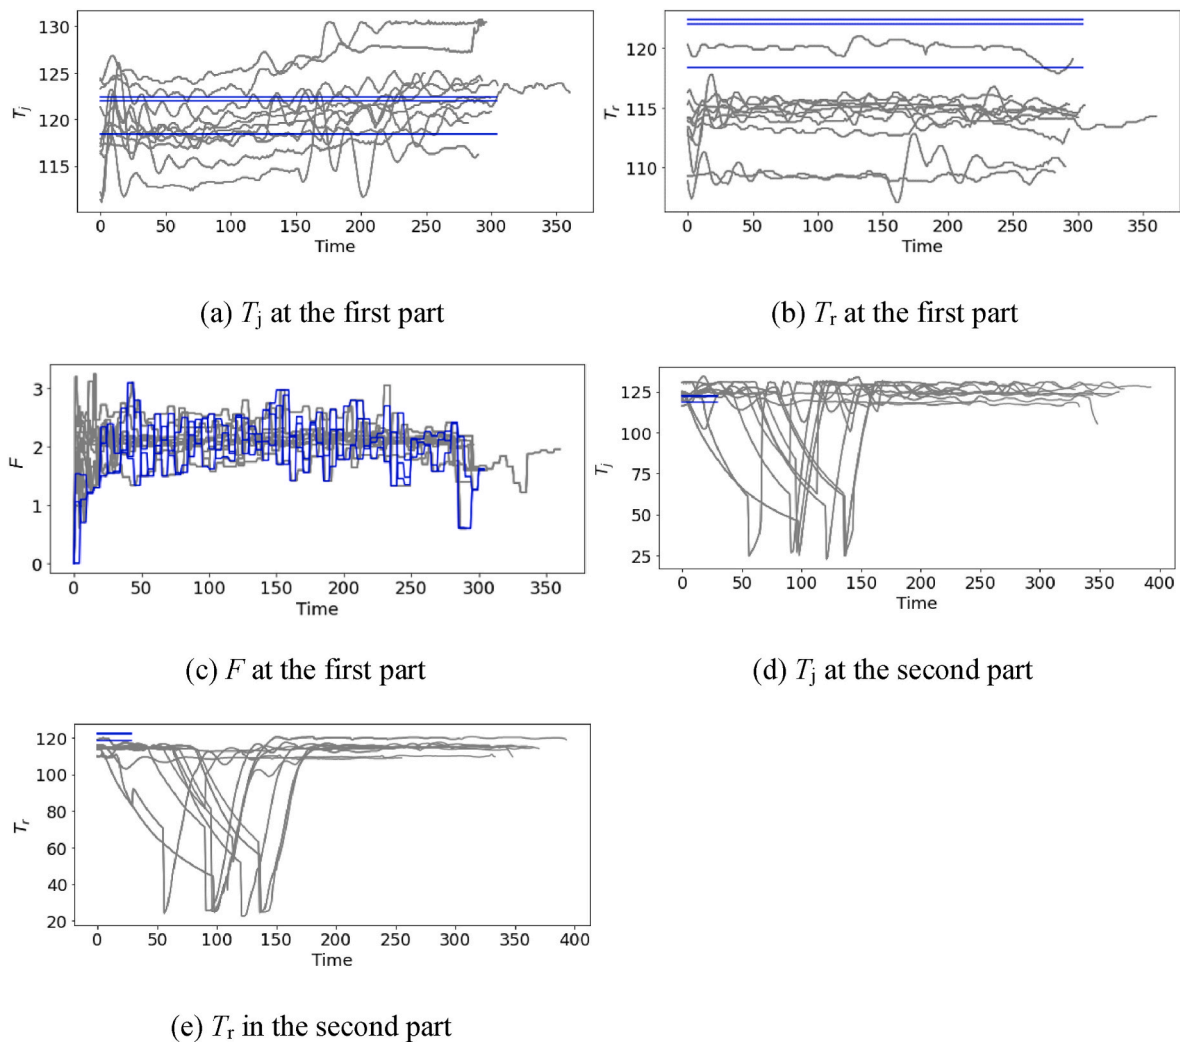 130
125
120
115
Tj
0 50 100 150 200 250 300 350
Time
(a) Tj at the first part
120
115
110
Tr
0 50 100 150 200 250 300 350
Time
(b) Tr at the first part
3
2
1
0
F
0 50 100 150 200 250 300 350
Time
(c) F at the first part
125
100
75
50
25
Tj
0 50 100 150 200 250 300 350 400
Time
(d) Tj at the second part
120
100
80
60
40
20
Tr
0 50 100 150 200 250 300 350 400
Time
(e) Tr in the second part